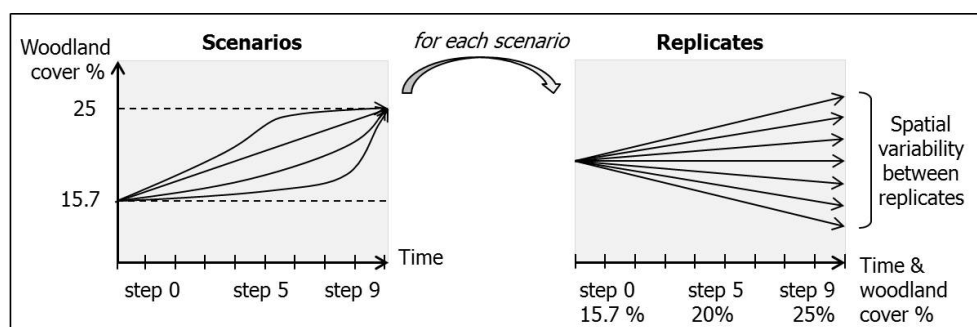 Scenarios
for each scenario
Replicates
Woodland
cover %
25
15.7
Time
step 0
step 5
step 9
Spatial
variability
between
replicates
Time &
woodland
cover %
step 0
step 5
step 9
15.7 %
20%
25%